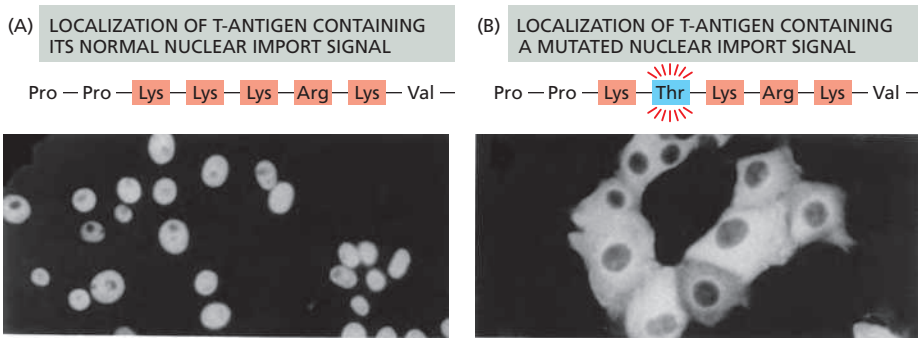 (A) LOCALIZATION OF T-ANTIGEN CONTAINING
ITS NORMAL NUCLEAR IMPORT SIGNAL
Pro — Pro — Lys — Lys — Lys — Arg — Lys — Val —
(B) LOCALIZATION OF T-ANTIGEN CONTAINING
A MUTATED NUCLEAR IMPORT SIGNAL
Pro — Pro — Lys — Thr — Lys — Arg — Lys — Val —